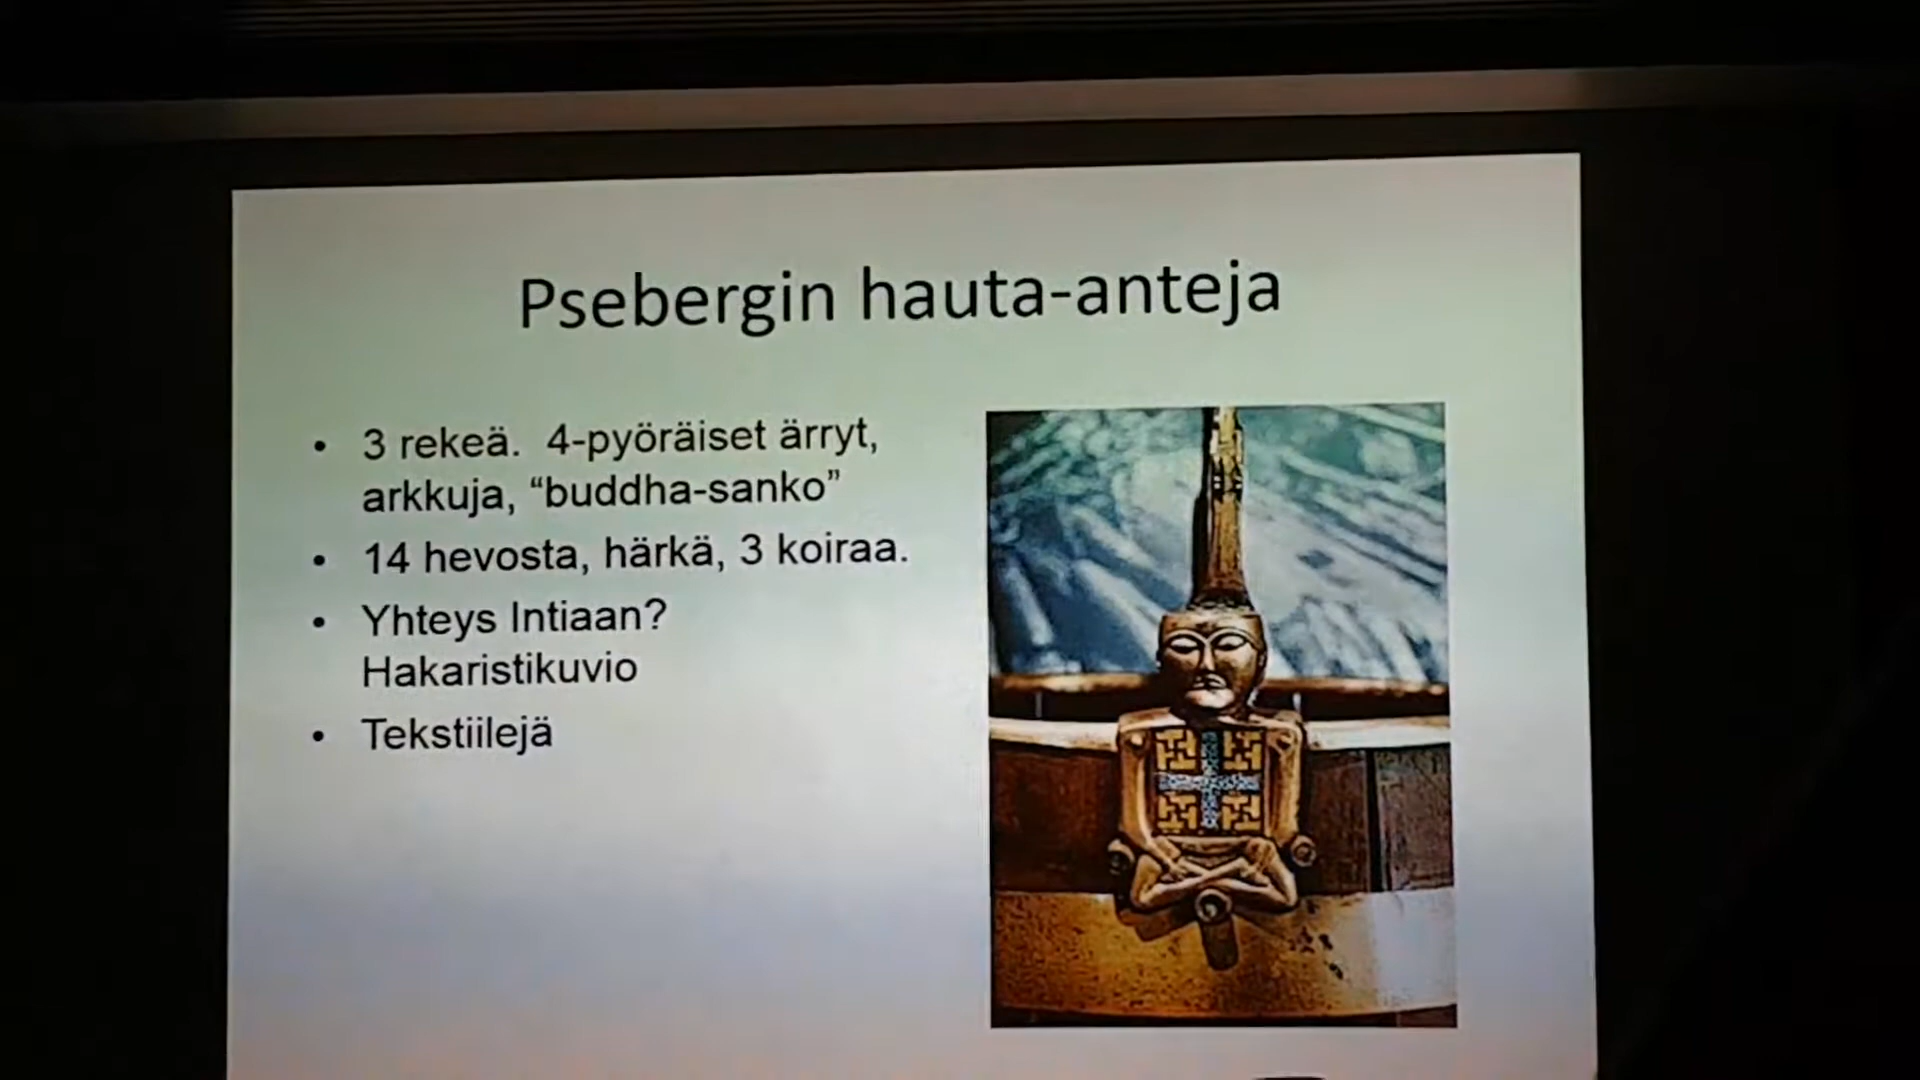 Psebergin hauta-anteja
• 3 rekeä. 4-pyöräiset ärryt,
arkkuja, “buddha-sanko”
• 14 hevosta, härkä, 3 koiraa.
• Yhteys Intiaan?
Hakaristikuvio
• Tekstiilejä